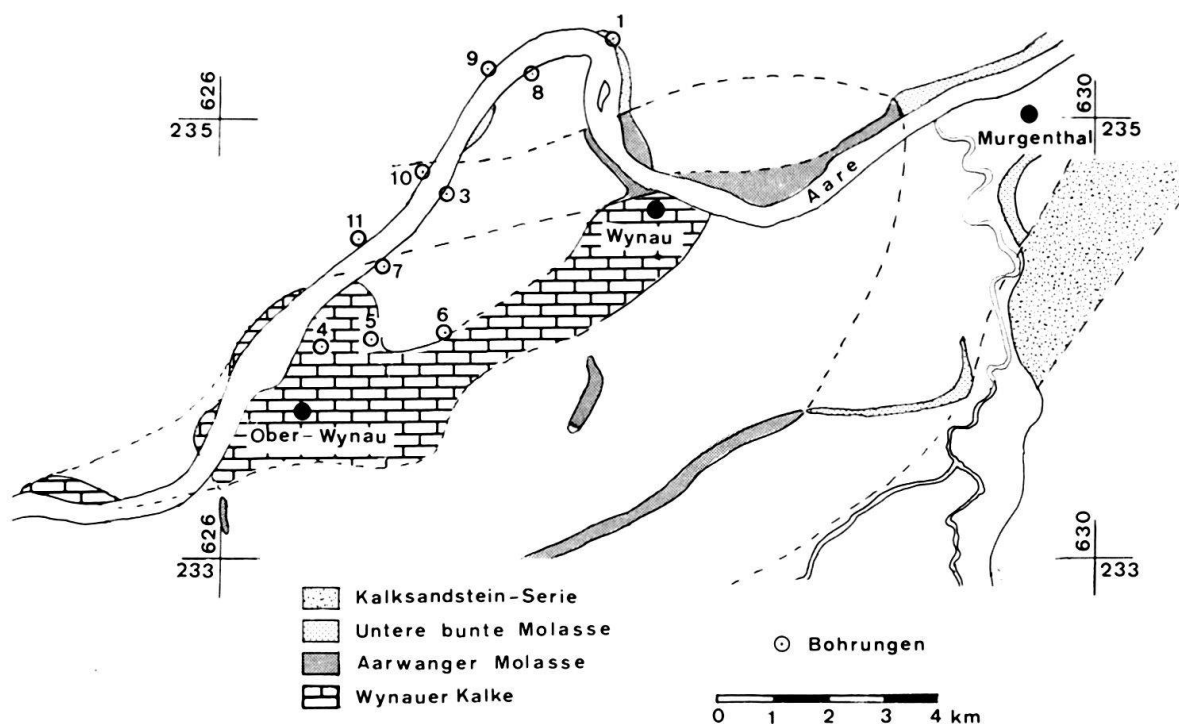 1
9
8
626
235
630
235
Murgenthal
10
3
Aare
11
Wynau
7
4
5
6
Ober-Wynau
626
233
630
233
Kalksandstein-Serie
Untere bunte Molasse
Aarwanger Molasse
Wynauer Kalke
Bohrungen
0 1 2 3 4 km